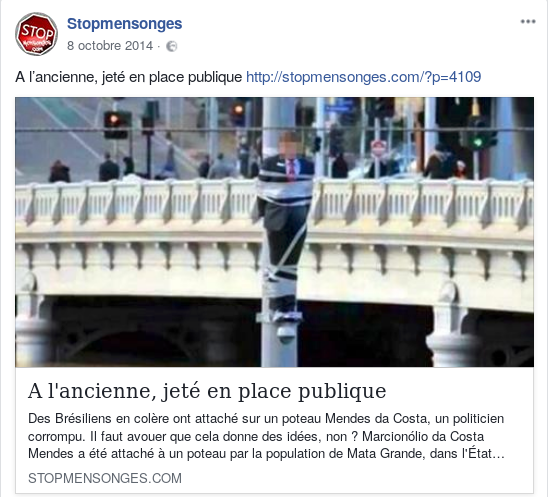 Stopmensonges
8 octobre 2014 ·
A l'ancienne, jeté en place publique http://stopmensonges.com/?p=4109
A l'ancienne, jeté en place publique
Des Brésiliens en colère ont attaché sur un poteau Mendes da Costa, un politicien
corrompu. Il faut avouer que cela donne des idées, non ? Marcionólio da Costa
Mendes a été attaché à un poteau par la population de Mata Grande, dans l'État...
STOPMENSONGES.COM
STOP